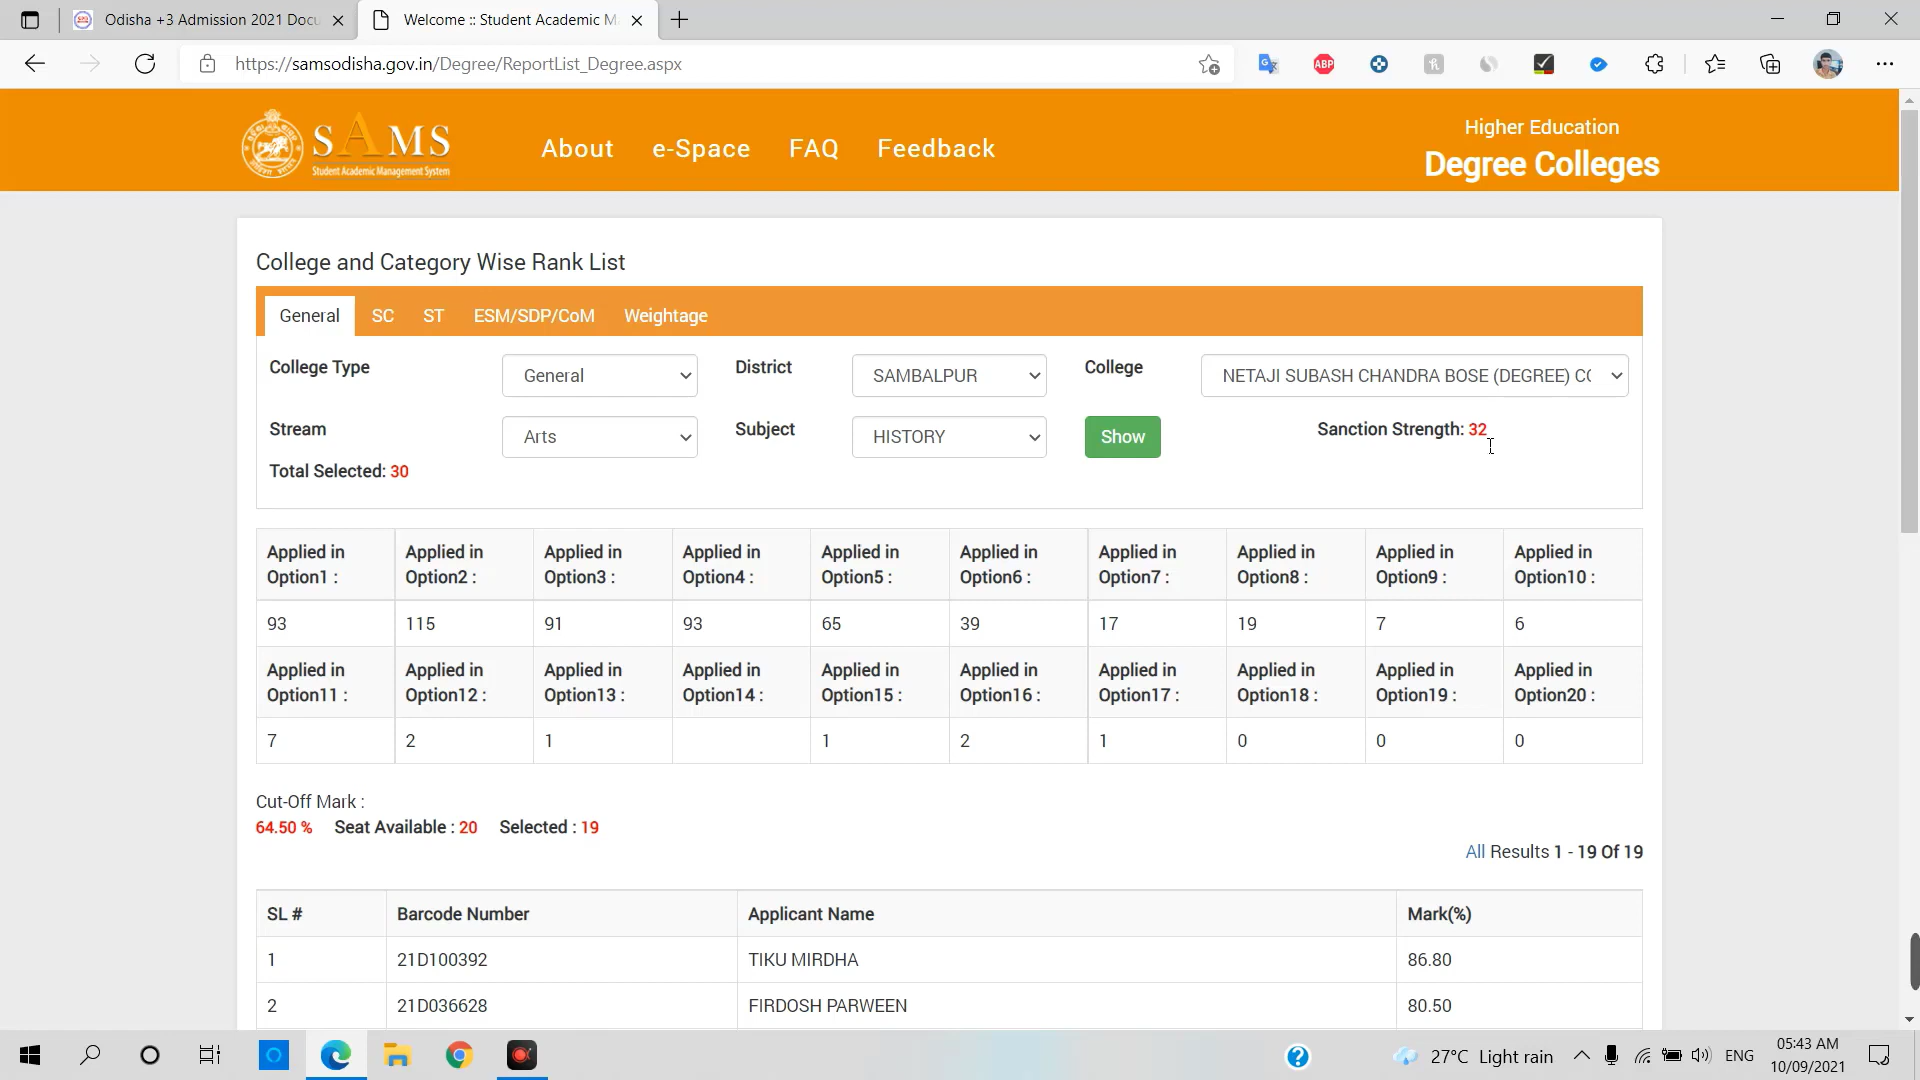 Odisha +3 Admission 2021 Docu
Welcome :: Student Academic M
https://samsodisha.gov.in/Degree/ReportList_Degree.aspx
ABP
SAMS
Student Academic Management System
About
e-Space
FAQ
Feedback
Higher Education
Degree Colleges
College and Category Wise Rank List
General
SC
ST
ESM/SDP/CoM
Weightage
College Type
General
District
SAMBALPUR
College
NETAJI SUBASH CHANDRA BOSE (DEGREE) CO
Stream
Arts
Subject
HISTORY
Show
Sanction Strength: 32
Total Selected: 30
Applied in Option1 :
Applied in Option2 :
Applied in Option3 :
Applied in Option4 :
Applied in Option5 :
Applied in Option6 :
Applied in Option7 :
Applied in Option8 :
Applied in Option9 :
Applied in Option10 :
93
115
91
93
65
39
17
19
7
6
Applied in Option11 :
Applied in Option12 :
Applied in Option13 :
Applied in Option14 :
Applied in Option15 :
Applied in Option16 :
Applied in Option17 :
Applied in Option18 :
Applied in Option19 :
Applied in Option20 :
7
2
1
1
2
1
0
0
0
Cut-Off Mark :
64.50 % Seat Available : 20 Selected : 19
All Results 1 - 19 Of 19
SL # Barcode Number Applicant Name Mark(%)
1 21D100392 TIKU MIRDHA 86.80
2 21D036628 FIRDOSH PARWEEN 80.50
27°C Light rain
ENG
05:43 AM
10/09/2021